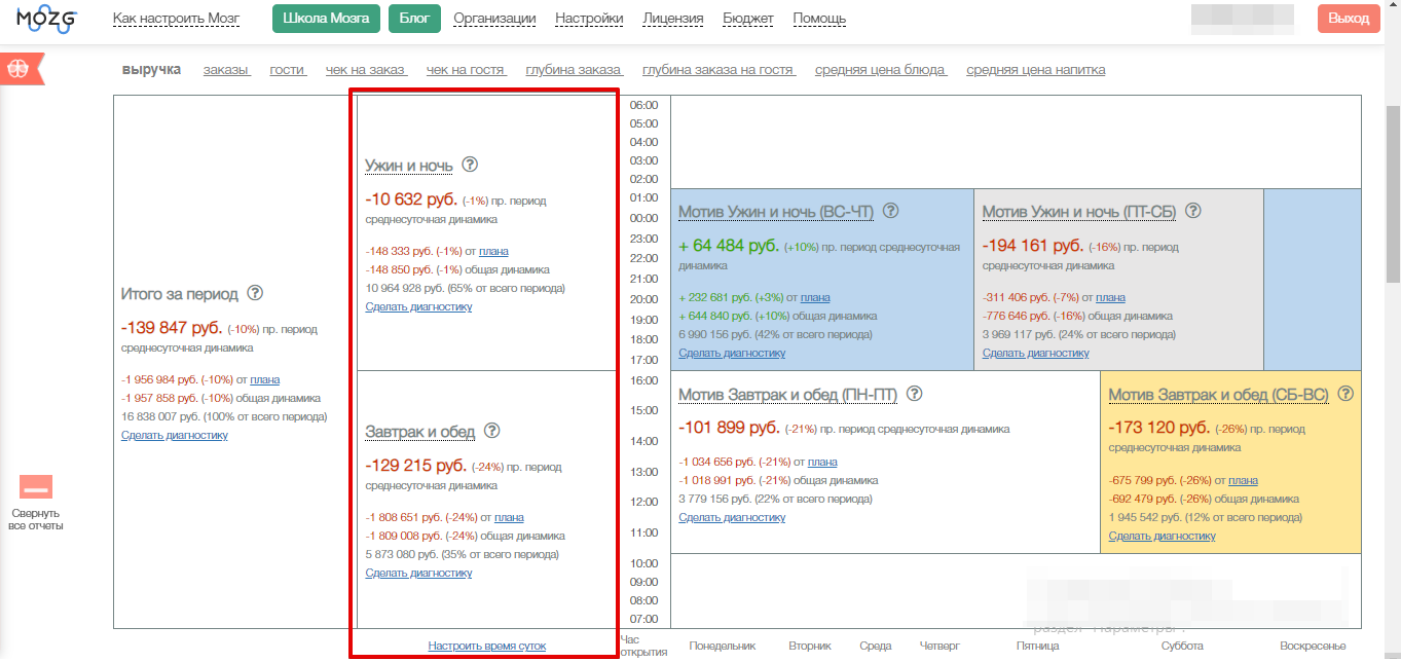 MOZG
Как настроить Мозг
Школа Мозга
Блог
Организации
Настройки
Лицензия
Бюджет
Помощь
Выход
выручка
заказы
гости
чек на заказ
чек на гостя
глубина заказа
глубина заказа на гостя
средняя цена блюда
средняя цена напитка
Свернуть
все отчеты
Итого за период ?
-139 847 руб. (-10%) пр. период
среднесуточная динамика
-1 956 984 руб. (-10%) от плана
-1 957 858 руб. (-10%) общая динамика
16 838 007 руб. (100% от всего периода)
Сделать диагностику
Ужин и ночь ?
-10 632 руб. (-1%) пр. период
среднесуточная динамика
-148 333 руб. (-1%) от плана
-148 850 руб. (-1%) общая динамика
10 964 928 руб. (65% от всего периода)
Сделать диагностику
Завтрак и обед ?
-129 215 руб. (-24%) пр. период
среднесуточная динамика
-1 808 651 руб. (-24%) от плана
-1 809 008 руб. (-24%) общая динамика
5 873 080 руб. (35% от всего периода)
Сделать диагностику
Настроить время суток
06:00
05:00
04:00
03:00
02:00
01:00
00:00
23:00
22:00
21:00
20:00
19:00
18:00
17:00
16:00
15:00
14:00
13:00
12:00
11:00
10:00
09:00
08:00
07:00
Час
открытия
Мотив Ужин и ночь (ВС-ЧТ) ?
+ 64 484 руб. (+10%) пр. период среднесуточная
динамика
+ 232 681 руб. (+3%) от плана
+ 644 840 руб. (+10%) общая динамика
6 990 156 руб. (42% от всего периода)
Сделать диагностику
Мотив Ужин и ночь (ПТ-СБ) ?
-194 161 руб. (-16%) пр. период
среднесуточная динамика
-311 406 руб. (-7%) от плана
-776 646 руб. (-16%) общая динамика
3 969 117 руб. (24% от всего периода)
Сделать диагностику
Мотив Завтрак и обед (ПН-ПТ) ?
-101 899 руб. (-21%) пр. период среднесуточная динамика
-1 034 656 руб. (-21%) от плана
-1 018 991 руб. (-21%) общая динамика
3 779 156 руб. (22% от всего периода)
Сделать диагностику
Мотив Завтрак и обед (СБ-ВС) ?
-173 120 руб. (-26%) пр. период
среднесуточная динамика
-675 799 руб. (-26%) от плана
-692 479 руб. (-26%) общая динамика
1 945 542 руб. (12% от всего периода)
Сделать диагностику
раздел "Параметры".
Понедельник
Вторник
Среда
Четверг
Пятница
Суббота
Воскресенье